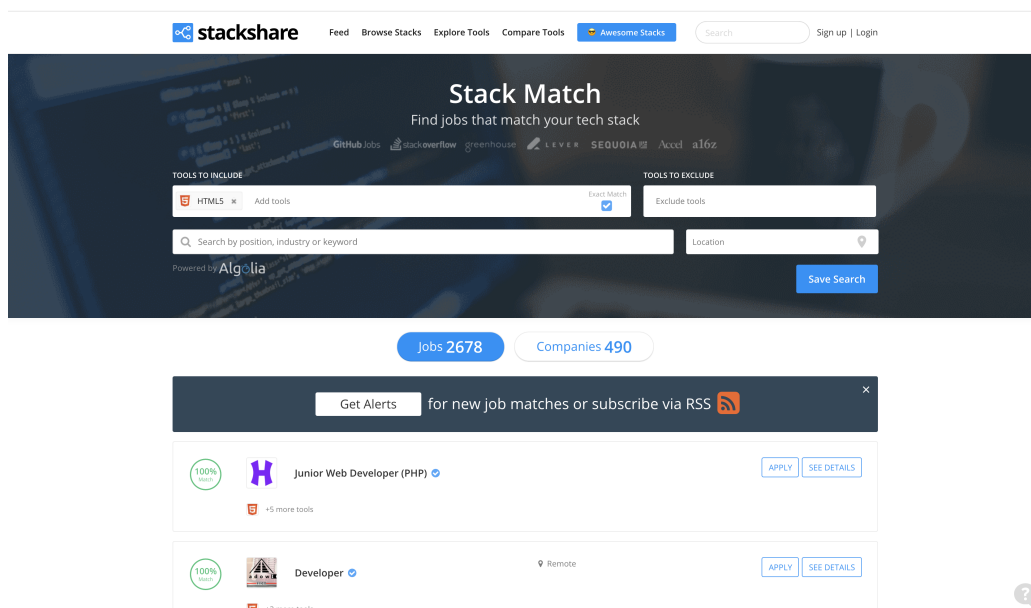 stackshare
Feed Browse Stacks Explore Tools Compare Tools Awesome Stacks Search Sign up | Login
Stack Match
Find jobs that match your tech stack
GitHub Jobs stackoverflow greenhouse LEVER SEQUOIA Accel a16z
TOOLS TO INCLUDE TOOLS TO EXCLUDE
HTML5 × Add tools Exact Match Exclude tools
Search by position, industry or keyword Location
Powered by Algolia
Save Search
Jobs 2678 Companies 490
Get Alerts for new job matches or subscribe via RSS ×
100% Match Junior Web Developer (PHP) APPLY SEE DETAILS
+5 more tools
100% Match Developer Remote APPLY SEE DETAILS
?